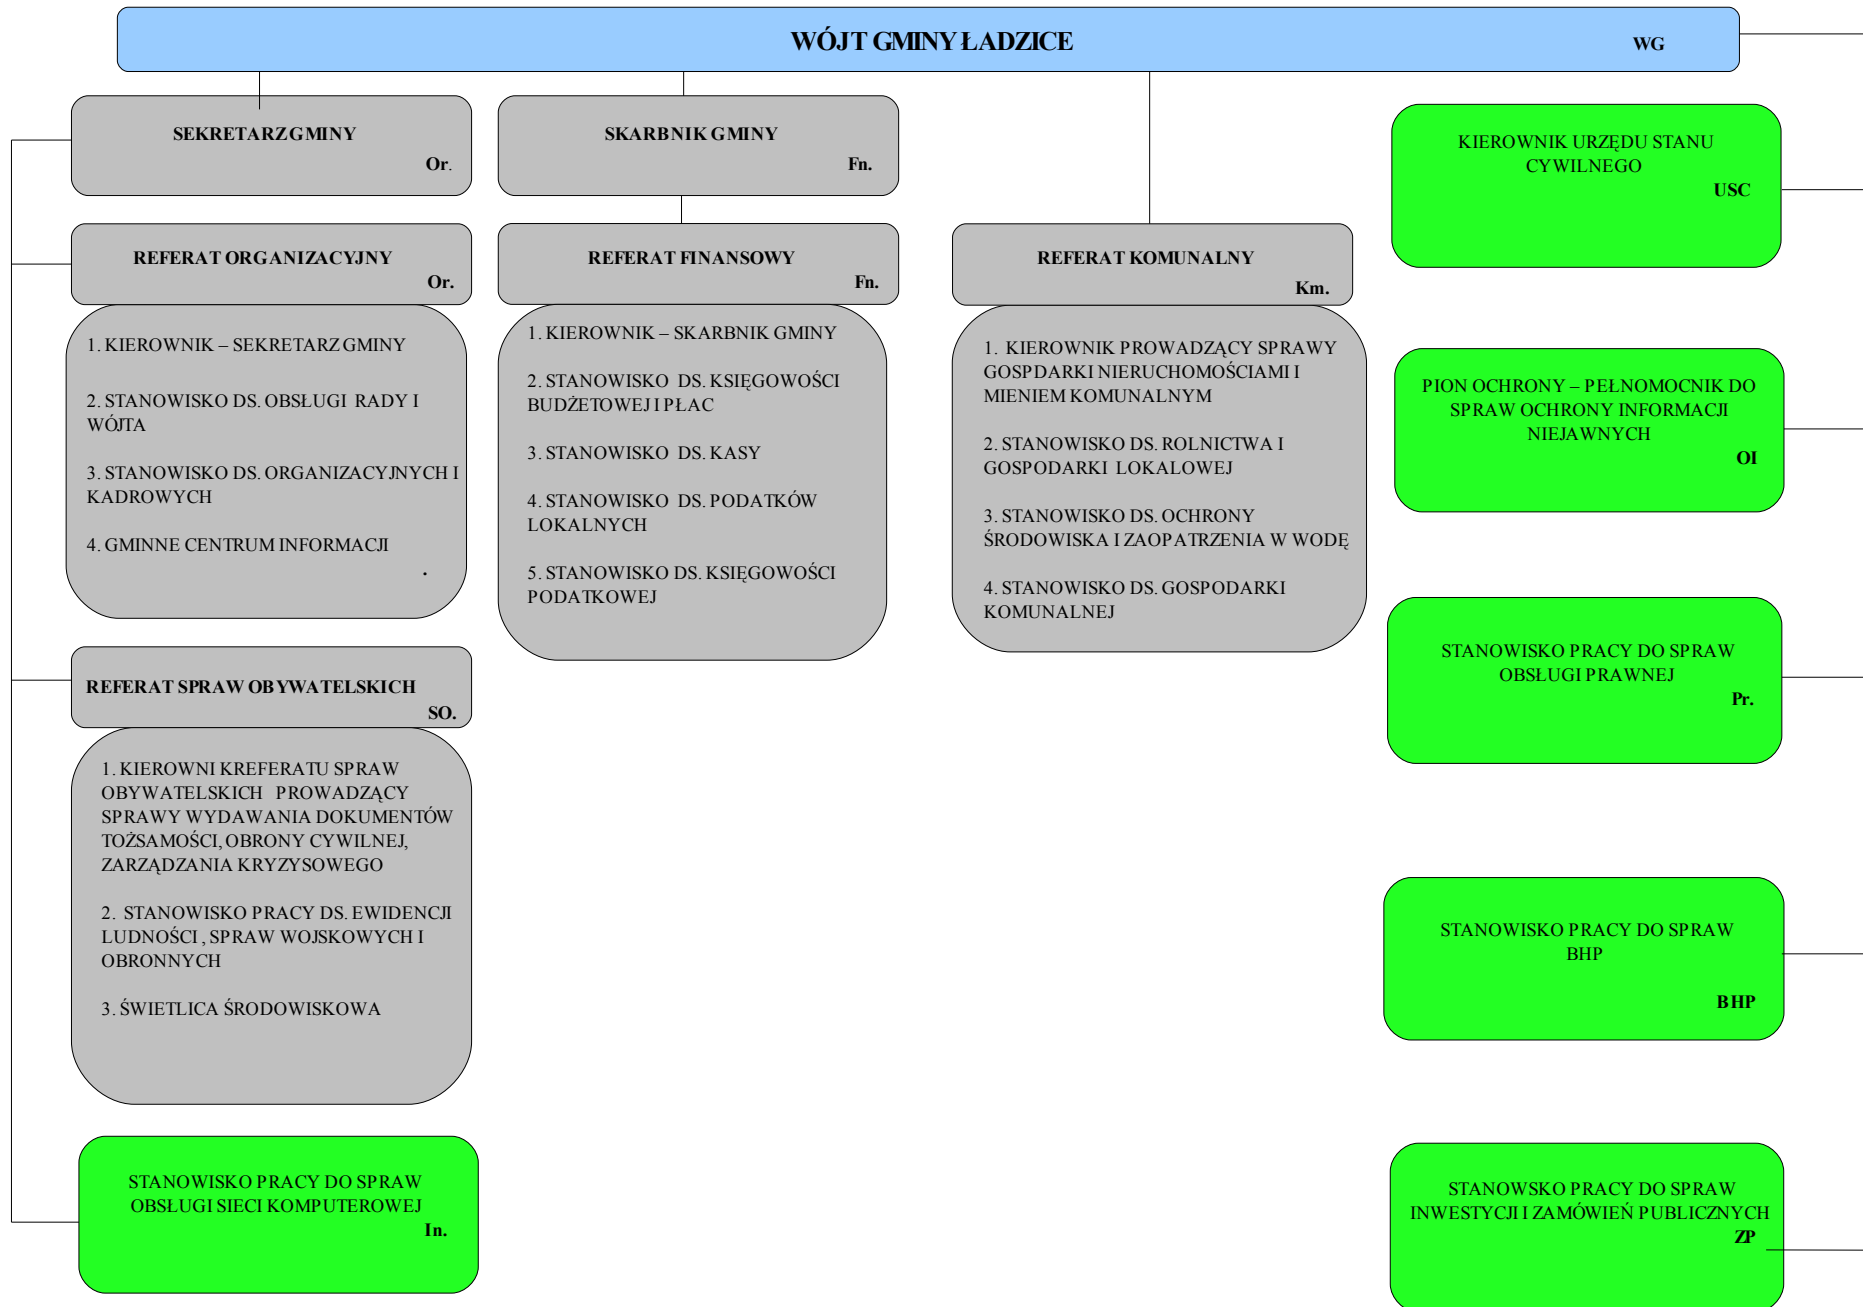 WÓJT GMINY ŁADZICE
WG
SEKRETARZ GMINY
Or.
REFERAT ORGANIZACYJNY
Or.
1. KIEROWNIK – SEKRETARZ GMINY
2. STANOWISKO DS. OBSŁUGI RADY I
WÓJTA
3. STANOWISKO DS. ORGANIZACYJNYCH I
KADROWYCH
4. GMINNE CENTRUM INFORMACJI
.
REFERAT SPRAW OBYWATELSKICH
SO.
1. KIEROWNI KREFERATU SPRAW
OBYWATELSKICH PROWADZĄCY
SPRAWY WYDAWANIA DOKUMENTÓW
TOŻSAMOŚCI, OBRONY CYWILNEJ,
ZARZĄDZANIA KRYZYSOWEGO
2. STANOWISKO PRACY DS. EWIDENCJI
LUDNOŚCI , SPRAW WOJSKOWYCH I
OBRONNYCH
3. ŚWIETLICA ŚRODOWISKOWA
STANOWISKO PRACY DO SPRAW
OBSŁUGI SIECI KOMPUTEROWEJ
In.
SKARBNIK GMINY
Fn.
REFERAT FINANSOWY
Fn.
1. KIEROWNIK – SKARBNIK GMINY
2. STANOWISKO DS. KSIĘGOWOŚCI
BUDŻETOWEJ I PŁAC
3. STANOWISKO DS. KASY
4. STANOWISKO DS. PODATKÓW
LOKALNYCH
5. STANOWISKO DS. KSIĘGOWOŚCI
PODATKOWEJ
REFERAT KOMUNALNY
Km.
1. KIEROWNIK PROWADZĄCY SPRAWY
GOSPDARKI NIERUCHOMOŚCIAMI I
MIENIEM KOMUNALNYM
2. STANOWISKO DS. ROLNICTWA I
GOSPODARKI LOKALOWEJ
3. STANOWISKO DS. OCHRONY
ŚRODOWISKA I ZAOPATRZENIA W WODĘ
4. STANOWISKO DS. GOSPODARKI
KOMUNALNEJ
KIEROWNIK URZĘDU STANU
CYWILNEGO
USC
PION OCHRONY – PEŁNOMOCNIK DO
SPRAW OCHRONY INFORMACJI
NIEJAWNYCH
OI
STANOWISKO PRACY DO SPRAW
OBSŁUGI PRAWNEJ
Pr.
STANOWISKO PRACY DO SPRAW
BHP
BHP
STANOWSKO PRACY DO SPRAW
INWESTYCJI I ZAMÓWIEŃ PUBLICZNYCH
ZP